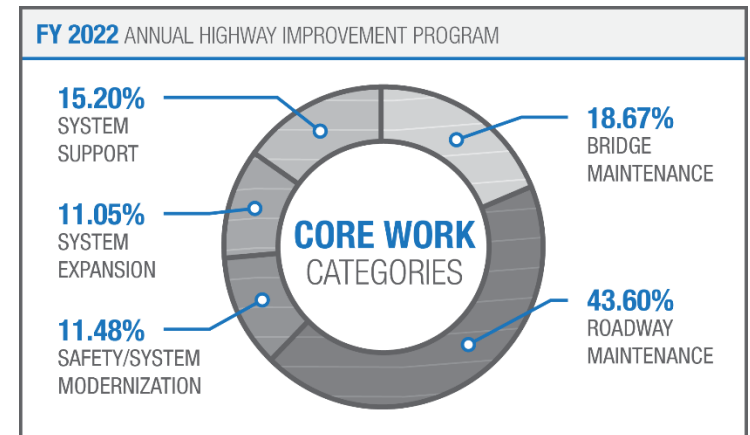 FY 2022 ANNUAL HIGHWAY IMPROVEMENT PROGRAM
15.20%
SYSTEM
SUPPORT
11.05%
SYSTEM
EXPANSION
11.48%
SAFETY/SYSTEM
MODERNIZATION
CORE WORK
CATEGORIES
18.67%
BRIDGE
MAINTENANCE
43.60%
ROADWAY
MAINTENANCE